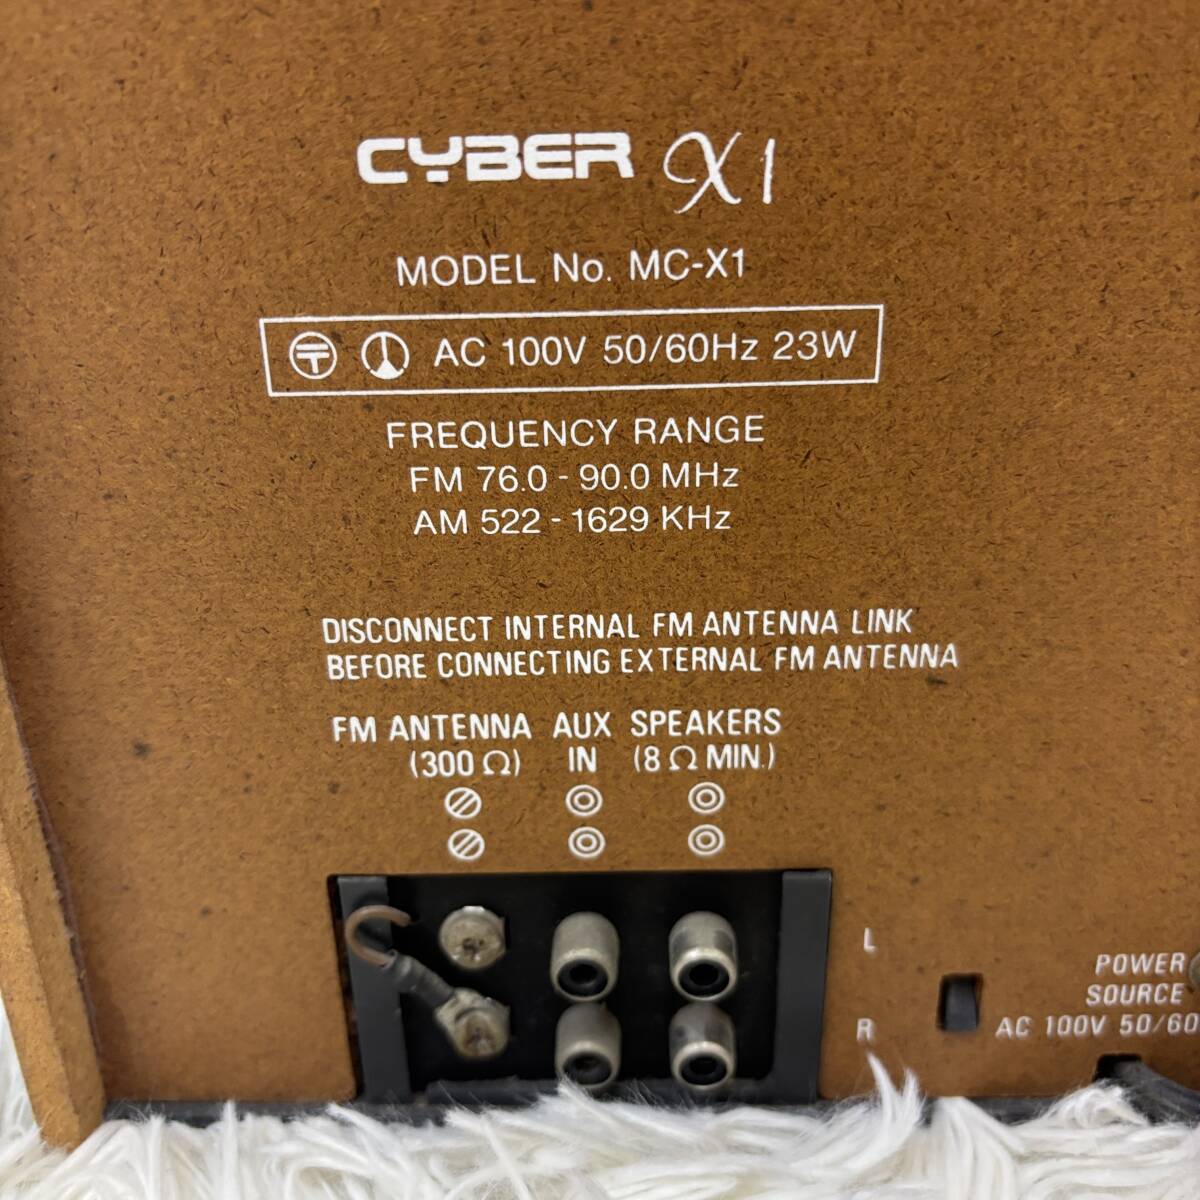 CYBER X1
MODEL No. MC-X1
〒 AC 100V 50/60Hz 23W
FREQUENCY RANGE
FM 76.0 - 90.0 MHz
AM 522 - 1629 KHz
DISCONNECT INTERNAL FM ANTENNA LINK
BEFORE CONNECTING EXTERNAL FM ANTENNA
FM ANTENNA AUX SPEAKERS
(300 Ω) IN (8 Ω MIN.)
L
R
POWER
SOURCE
AC 100V 50/60